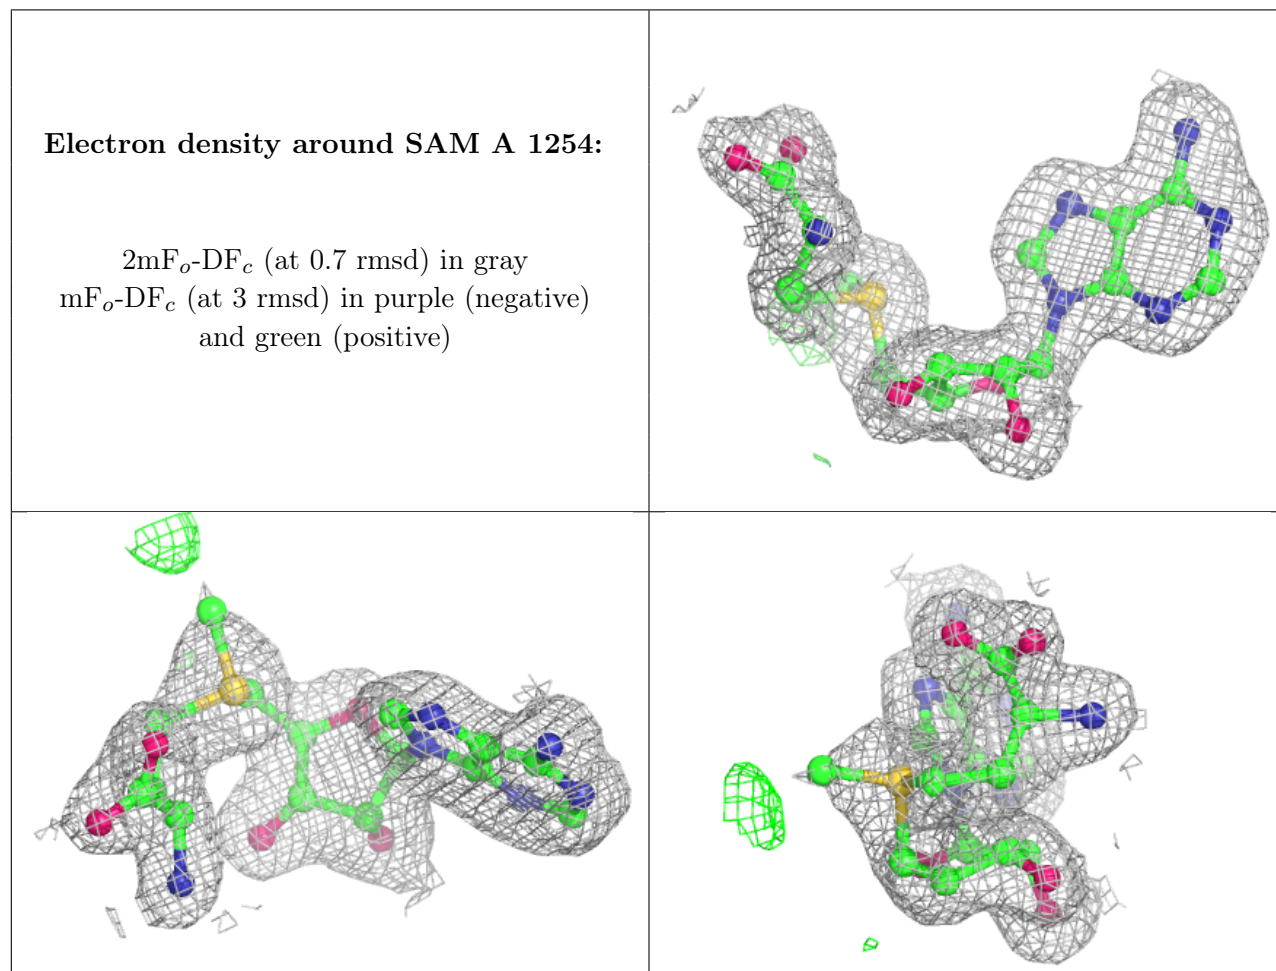 Electron density around SAM A 1254:
2mFₒ-DF𝒸 (at 0.7 rmsd) in gray
mFₒ-DF𝒸 (at 3 rmsd) in purple (negative)
and green (positive)